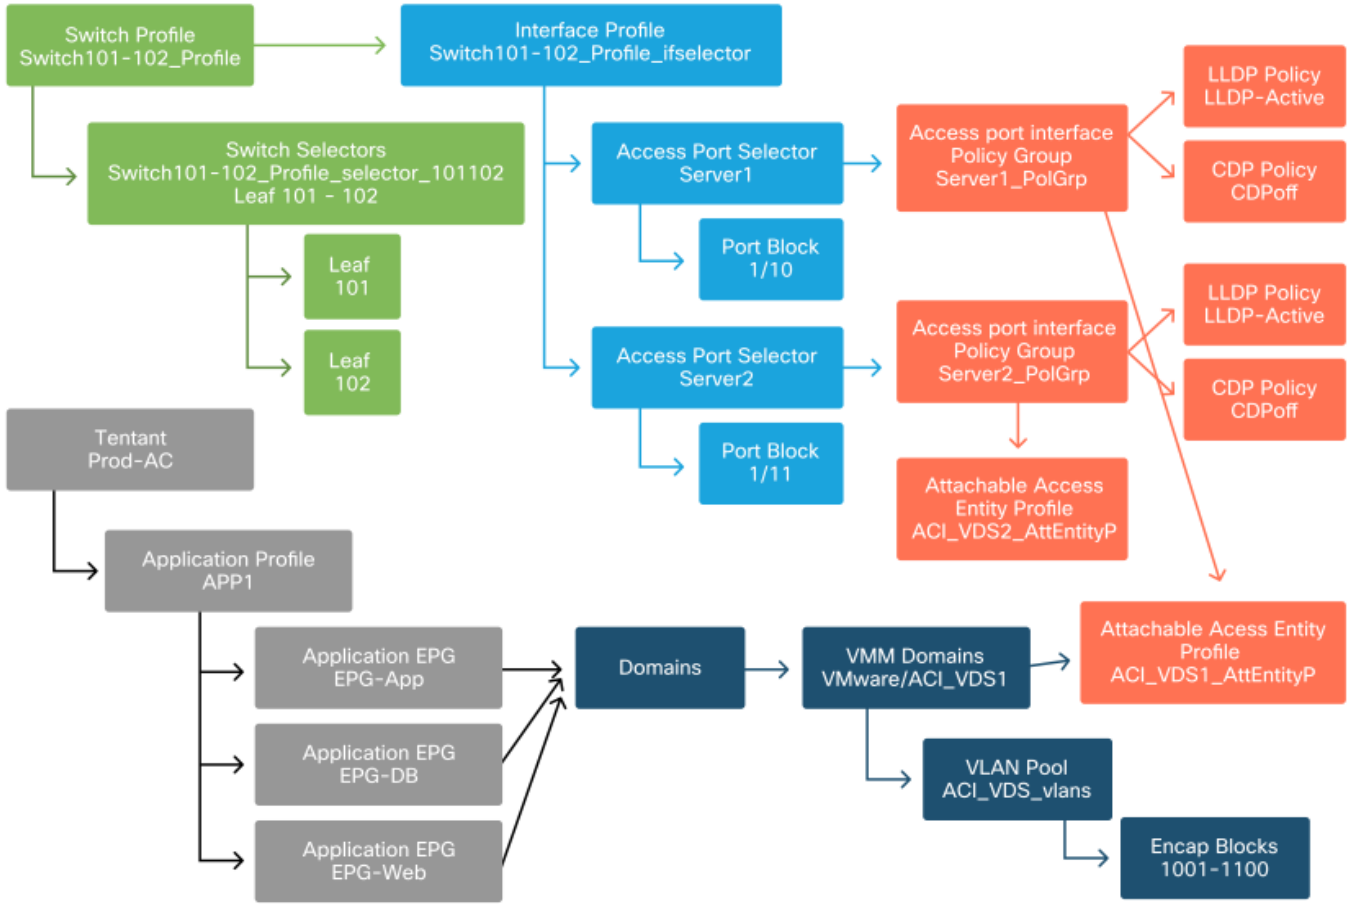 Switch Profile
Switch101-102_Profile
Interface Profile
Switch101-102_Profile_ifselector
LLDP Policy
LLDP-Active
Access port interface
Policy Group
Server1_PolGrp
CDP Policy
CDPoff
Switch Selectors
Switch101-102_Profile_selector_101102
Leaf 101 - 102
Access Port Selector
Server1
Port Block
1/10
Leaf
101
Leaf
102
LLDP Policy
LLDP-Active
Access port interface
Policy Group
Server2_PolGrp
CDP Policy
CDPoff
Access Port Selector
Server2
Port Block
1/11
Attachable Access
Entity Profile
ACI_VDS2_AttEntityP
Tentant
Prod-AC
Application Profile
APP1
Application EPG
EPG-App
Domains
VMM Domains
VMware/ACI_VDS1
Attachable Acess Entity
Profile
ACI_VDS1_AttEntityP
Application EPG
EPG-DB
VLAN Pool
ACI_VDS_vlans
Application EPG
EPG-Web
Encap Blocks
1001-1100